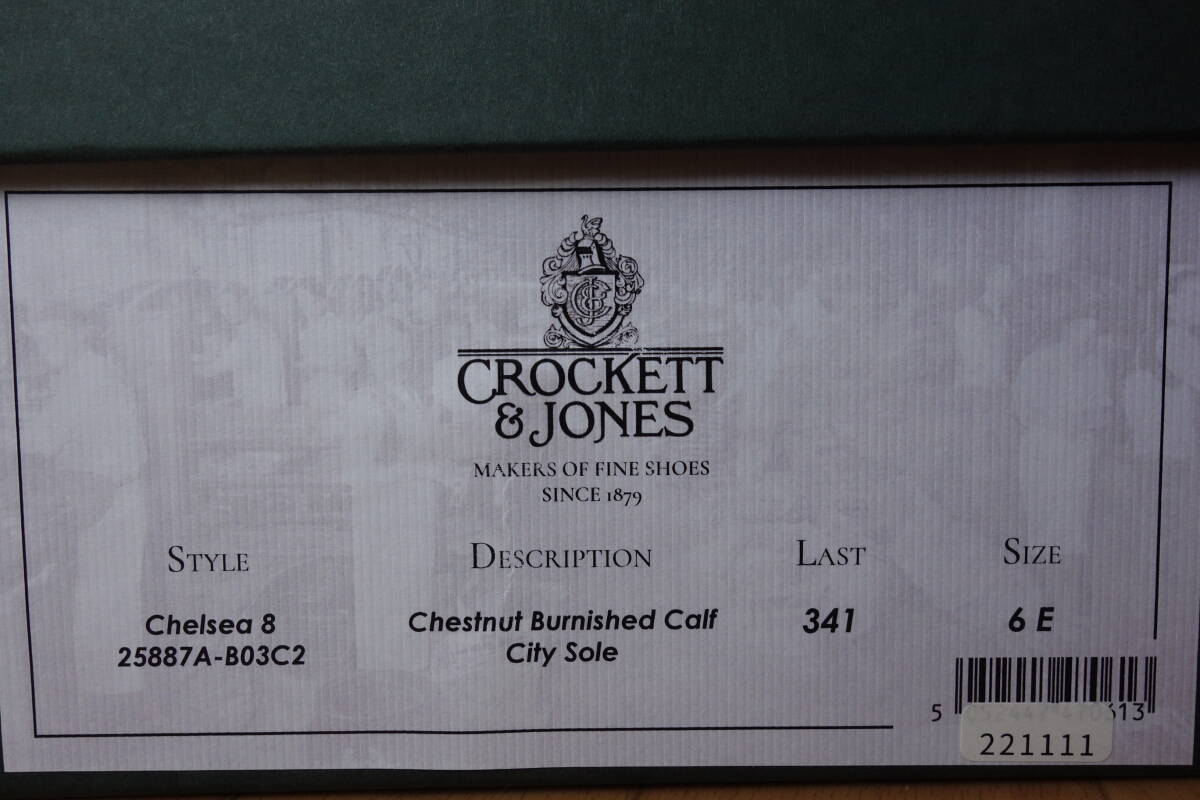 CROCKETT
& JONES
MAKERS OF FINE SHOES
SINCE 1879
STYLE DESCRIPTION LAST SIZE
Chelsea 8 Chestnut Burnished Calf 341 6 E
25887A-B03C2 City Sole
5
221111